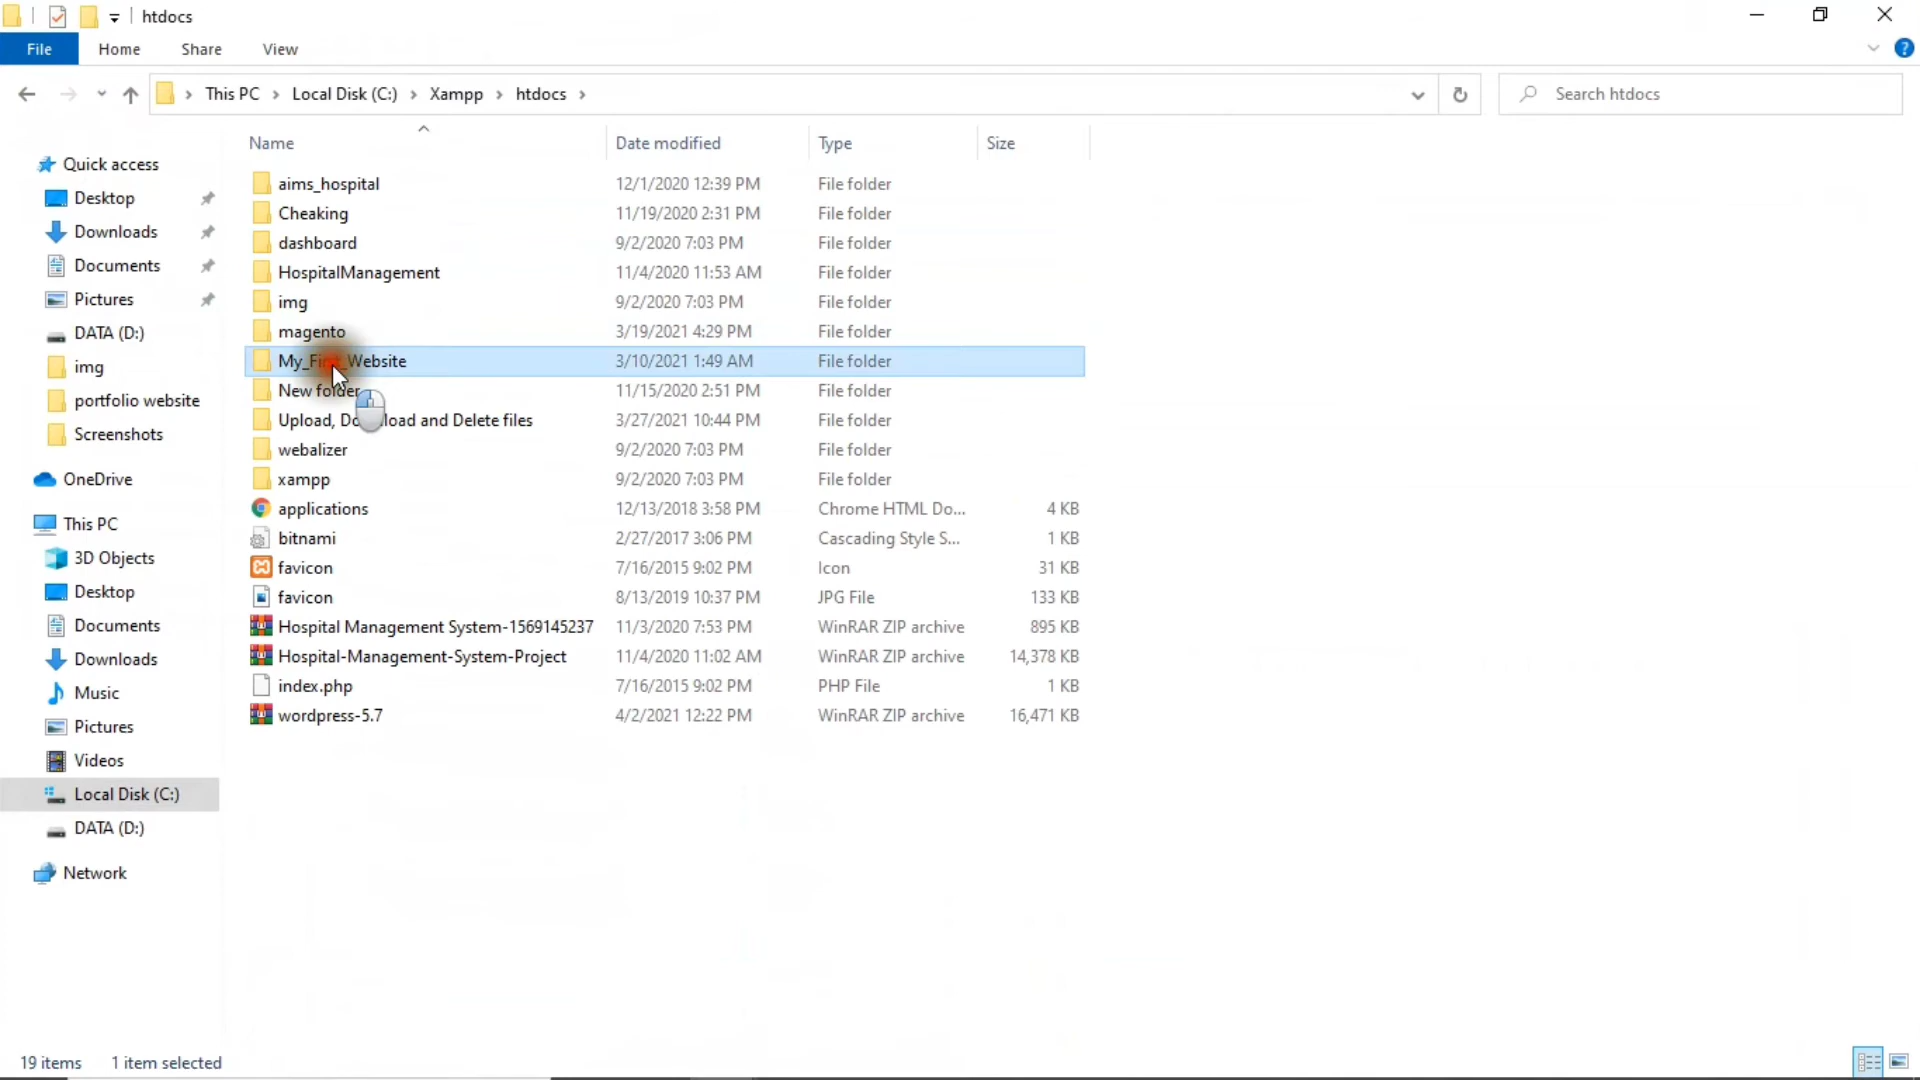 htdocs
File Home Share View
This PC Local Disk (C:) Xampp htdocs Search htdocs
Name Date modified Type Size
Quick access
Desktop
Downloads
Documents
Pictures
DATA (D:)
img
portfolio website
Screenshots
OneDrive
This PC
3D Objects
Desktop
Documents
Downloads
Music
Pictures
Videos
Local Disk (C:)
DATA (D:)
Network
aims_hospital 12/1/2020 12:39 PM File folder
Cheaking 11/19/2020 2:31 PM File folder
dashboard 9/2/2020 7:03 PM File folder
HospitalManagement 11/4/2020 11:53 AM File folder
img 9/2/2020 7:03 PM File folder
magento 3/19/2021 4:29 PM File folder
My_First_Website 3/10/2021 1:49 AM File folder
New folder 11/15/2020 2:51 PM File folder
Upload, Download and Delete files 3/27/2021 10:44 PM File folder
webalizer 9/2/2020 7:03 PM File folder
xampp 9/2/2020 7:03 PM File folder
applications 12/13/2018 3:58 PM Chrome HTML Do... 4 KB
bitnami 2/27/2017 3:06 PM Cascading Style S... 1 KB
favicon 7/16/2015 9:02 PM Icon 31 KB
favicon 8/13/2019 10:37 PM JPG File 133 KB
Hospital Management System-1569145237 11/3/2020 7:53 PM WinRAR ZIP archive 895 KB
Hospital-Management-System-Project 11/4/2020 11:02 AM WinRAR ZIP archive 14,378 KB
index.php 7/16/2015 9:02 PM PHP File 1 KB
wordpress-5.7 4/2/2021 12:22 PM WinRAR ZIP archive 16,471 KB
19 items 1 item selected